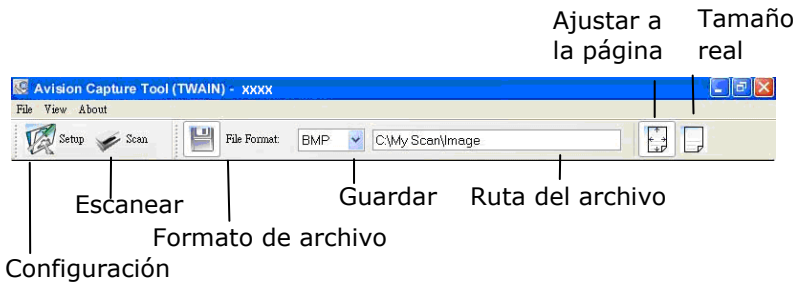 Ajustar a
la página
Tamaño
real
Avision Capture Tool (TWAIN) - xxxx
File View About
Setup Scan File Format: BMP C:\My Scan\Image
Escanear
Guardar
Ruta del archivo
Formato de archivo
Configuración